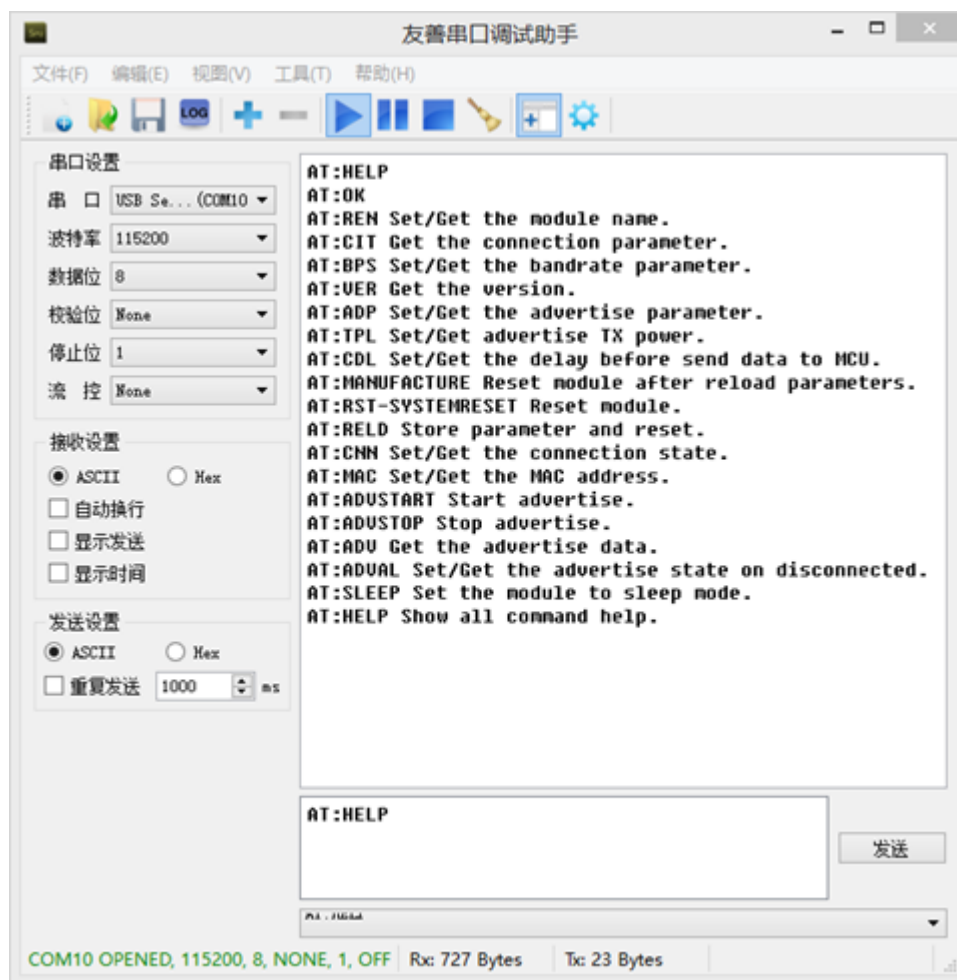 友善串口调试助手
文件(F) 编辑(E) 视图(V) 工具(T) 帮助(H)
LOG
串口设置
串 口 USB Se...(COM10
波特率 115200
数据位 8
校验位 None
停止位 1
流 控 None
接收设置
ASCII Hex
自动换行
显示发送
显示时间
发送设置
ASCII Hex
重复发送 1000 ms
AT:HELP
AT:OK
AT:REN Set/Get the module name.
AT:CIT Get the connection parameter.
AT:BPS Set/Get the bandrate parameter.
AT:VER Get the version.
AT:ADP Set/Get the advertise parameter.
AT:TPL Set/Get advertise TX power.
AT:CDL Set/Get the delay before send data to MCU.
AT:MANUFACTURE Reset module after reload parameters.
AT:RST-SYSTEMRESET Reset module.
AT:RELD Store parameter and reset.
AT:CNN Set/Get the connection state.
AT:MAC Set/Get the MAC address.
AT:ADVSTART Start advertise.
AT:ADVSTOP Stop advertise.
AT:ADV Get the advertise data.
AT:ADVAL Set/Get the advertise state on disconnected.
AT:SLEEP Set the module to sleep mode.
AT:HELP Show all command help.
AT:HELP
发送
COM10 OPENED, 115200, 8, NONE, 1, OFF Rx: 727 Bytes Tx: 23 Bytes